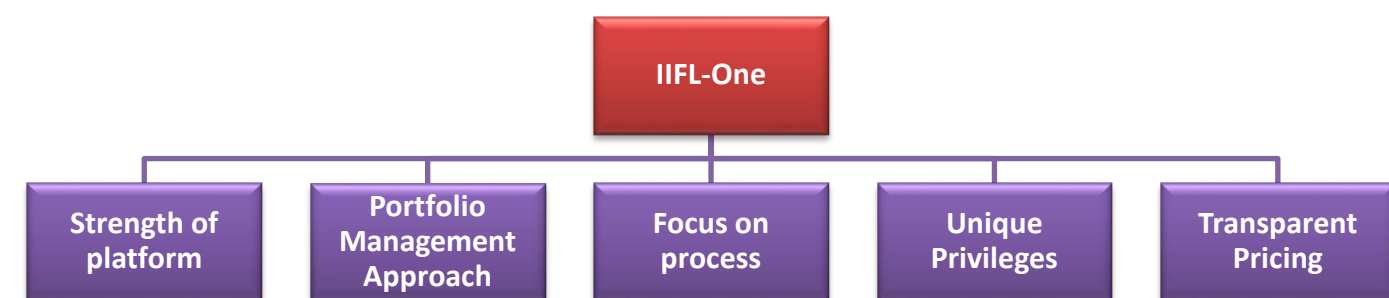 IIFL-One
Strength of
platform
Portfolio
Management
Approach
Focus on
process
Unique
Privileges
Transparent
Pricing